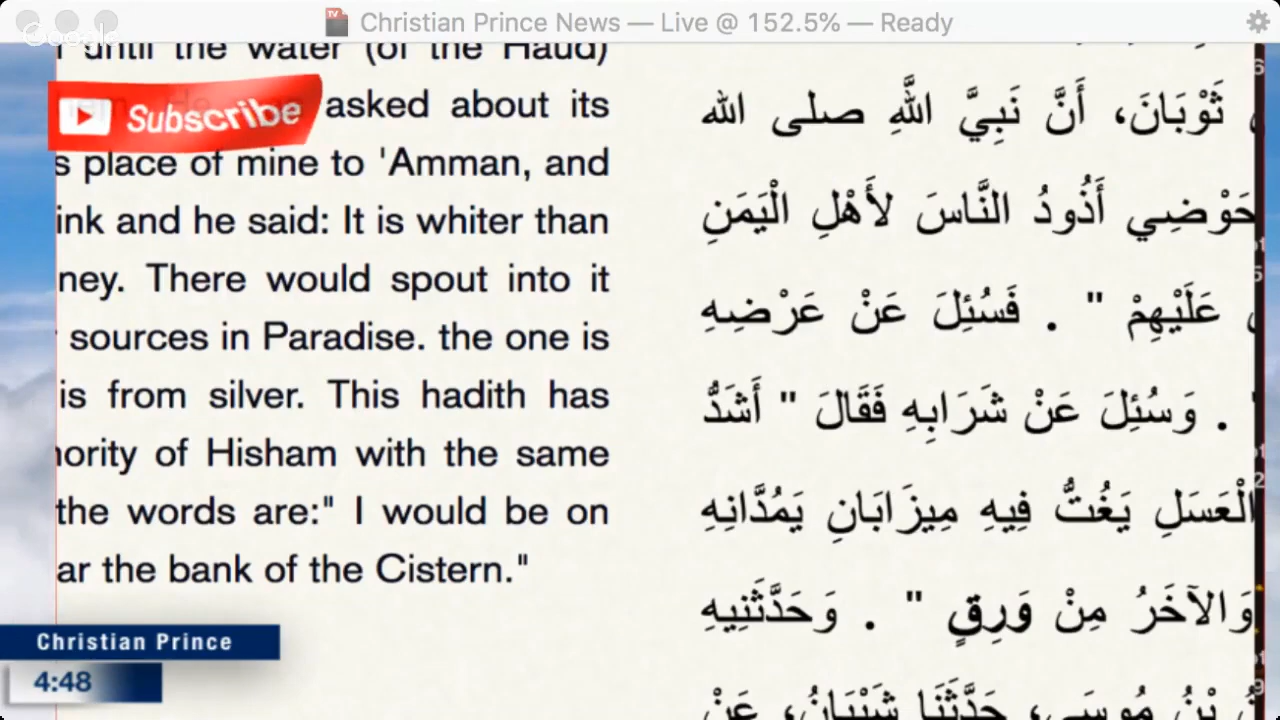 Christian Prince News — Live @ 152.5% — Ready
Google
until the water (of the Haud)
Subscribe
asked about its
place of mine to 'Amman, and
and he said: It is whiter than
There would spout into it
sources in Paradise. the one is
is from silver. This hadith has
of Hisham with the same
the words are:" I would be on
the bank of the Cistern."
ثَوْبَانَ، أَنَّ نَبِيَّ اللَّهِ صلى الله
حَوْضِي أَذُودُ النَّاسَ لأَهْلِ الْيَمَنِ
عَلَيْهِمْ " . فَسُئِلَ عَنْ عَرْضِهِ
. وَسُئِلَ عَنْ شَرَابِهِ فَقَالَ " أَشَدُّ
الْعَسَلِ يَغُتُّ فِيهِ مِيزَابَانِ يَمُدَّانِهِ
وَالآخَرُ مِنْ وَرِقٍ " . وَحَدَّثَنِيهِ
بْنُ مُوسَى، حَدَّثَنَا شَيْبَانُ، عَنْ
Christian Prince
4:48